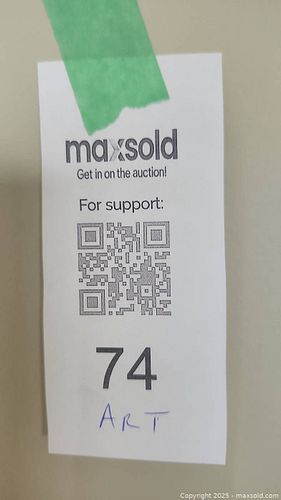 maxsold
Get in on the auction!
For support:
74
ART
Copyright 2025 - maxsold.com